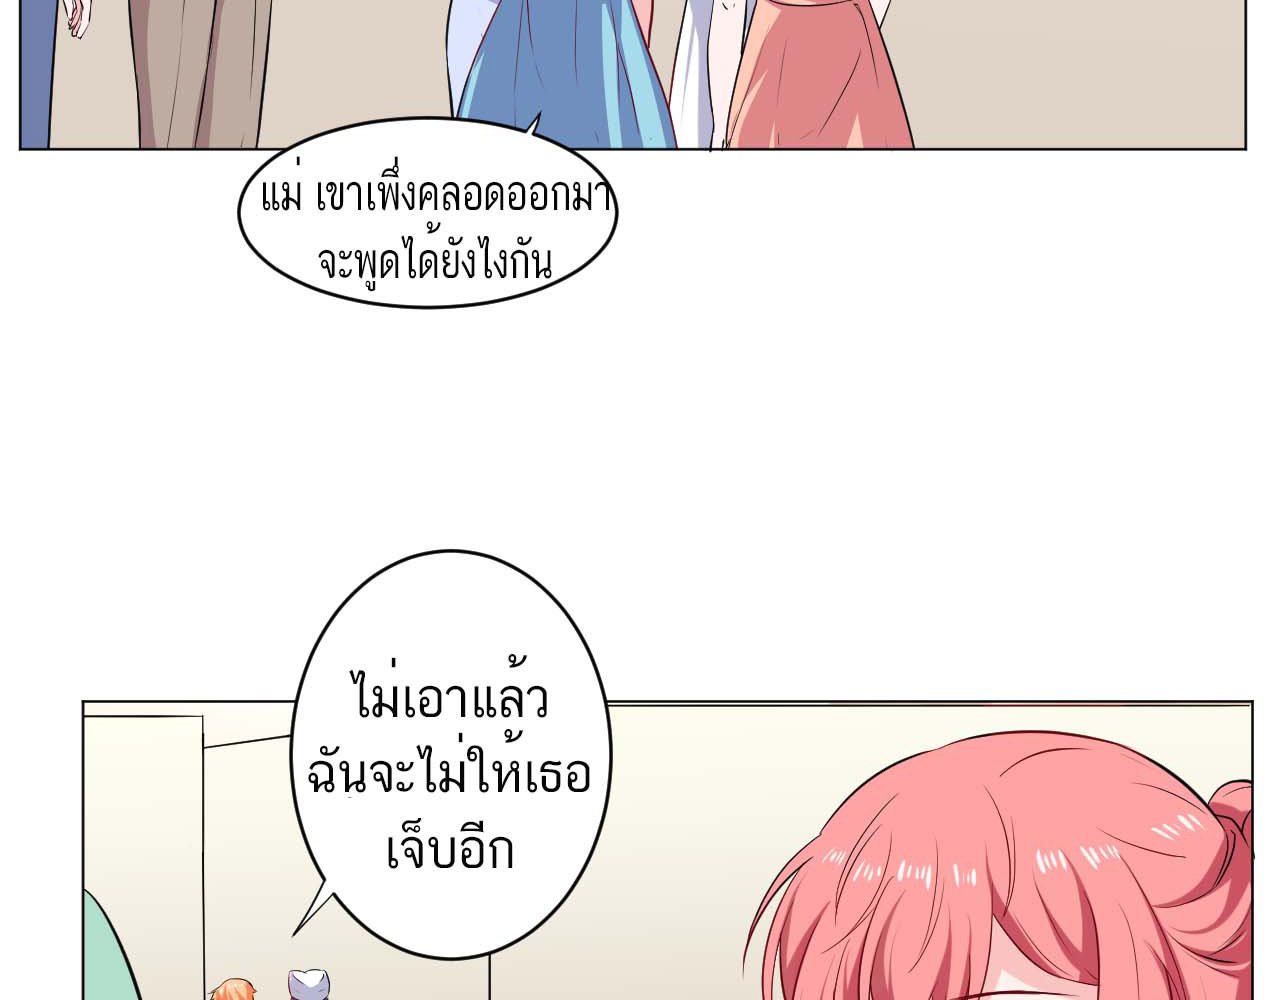 แม่ เขาเพึ่งคลอดออกมา
จะพูดได้ยังไงกัน
ไม่เอาแล้ว
ฉันจะไม่ให้เธอ
เจ็บอีก